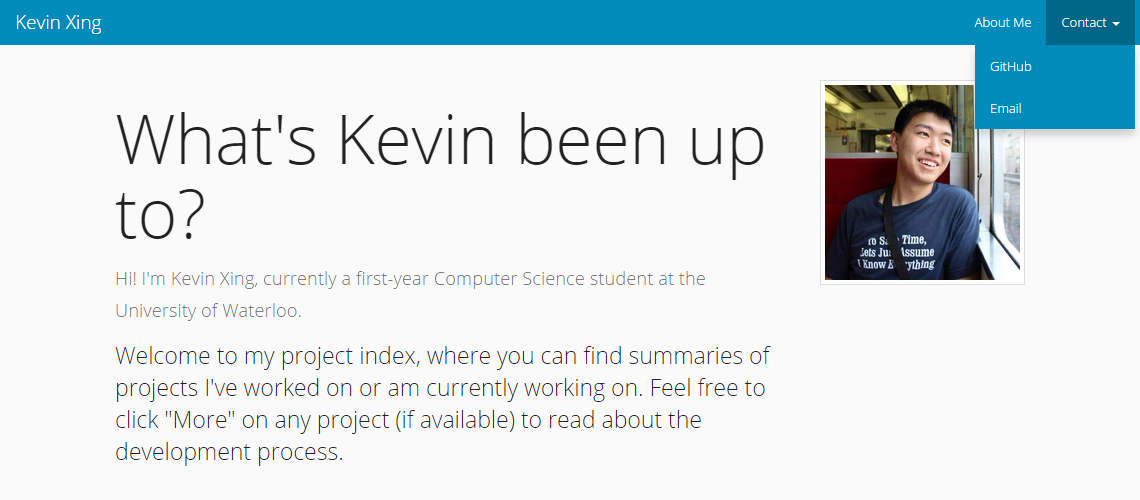 Kevin Xing
About Me
Contact
GitHub
Email
What's Kevin been up
to?
Hi! I'm Kevin Xing, currently a first-year Computer Science student at the
University of Waterloo.
Welcome to my project index, where you can find summaries of
projects I've worked on or am currently working on. Feel free to
click "More" on any project (if available) to read about the
development process.
To Time,
Lets Assume
I Know